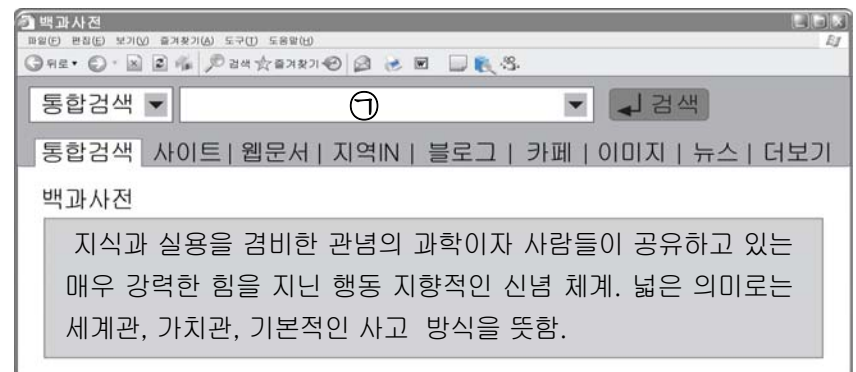 백과사전
파일(F) 편집(E) 보기(V) 즐겨찾기(A) 도구(T) 도움말(H)
뒤로 검색 즐겨찾기
통합검색 ㉠ 검색
통합검색 사이트 | 웹문서 | 지역IN | 블로그 | 카페 | 이미지 | 뉴스 | 더보기
백과사전
지식과 실용을 겸비한 관념의 과학이자 사람들이 공유하고 있는
매우 강력한 힘을 지닌 행동 지향적인 신념 체계. 넓은 의미로는
세계관, 가치관, 기본적인 사고 방식을 뜻함.